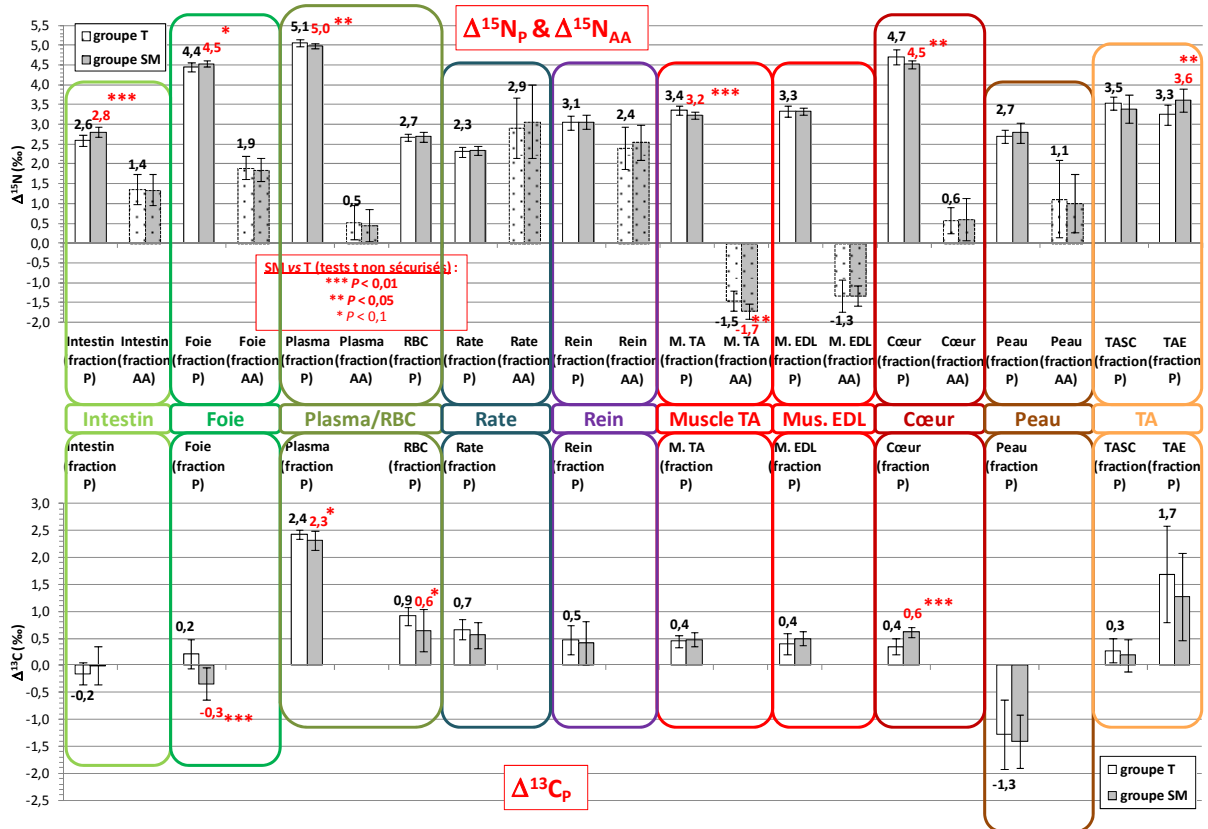 Δ¹⁵N_P & Δ¹⁵N_AA
groupe T
groupe SM
Δ¹⁵N (‰)
5,5
5,0
4,5
4,0
3,5
3,0
2,5
2,0
1,5
1,0
0,5
0,0
-0,5
-1,0
-1,5
-2,0
2,6 2,8 ***
1,4
4,4 4,5 *
1,9
5,1 5,0 **
0,5
2,7
2,3
2,9
3,1
2,4
3,4 3,2 ***
-1,5 -1,7 **
3,3
-1,3
4,7 4,5 **
0,6
2,7
1,1
3,5
3,3 3,6 **
SM vs T (tests t non sécurisés) :
*** P < 0,01
** P < 0,05
* P < 0,1
Intestin (fraction P)
Intestin (fraction AA)
Foie (fraction P)
Foie (fraction AA)
Plasma (fraction P)
Plasma (fraction AA)
RBC (fraction P)
Rate (fraction P)
Rate (fraction AA)
Rein (fraction P)
Rein (fraction AA)
M. TA (fraction P)
M. TA (fraction AA)
M. EDL (fraction P)
M. EDL (fraction AA)
Cœur (fraction P)
Cœur (fraction AA)
Peau (fraction P)
Peau (fraction AA)
TASC (fraction P)
TAE (fraction P)
Intestin Foie Plasma/RBC Rate Rein Muscle TA Mus. EDL Cœur Peau TA
Intestin (fraction P)
Foie (fraction P)
Plasma (fraction P)
RBC (fraction P)
Rate (fraction P)
Rein (fraction P)
M. TA (fraction P)
M. EDL (fraction P)
Cœur (fraction P)
Peau (fraction P)
TASC (fraction P)
TAE (fraction P)
Δ¹³C (‰)
3,0
2,5
2,0
1,5
1,0
0,5
0,0
-0,5
-1,0
-1,5
-2,0
-2,5
-0,2
0,2 -0,3 ***
2,4 2,3 *
0,9 0,6 *
0,7
0,5
0,4
0,4
0,4 0,6 ***
-1,3
0,3
1,7
Δ¹³C_P
groupe T
groupe SM